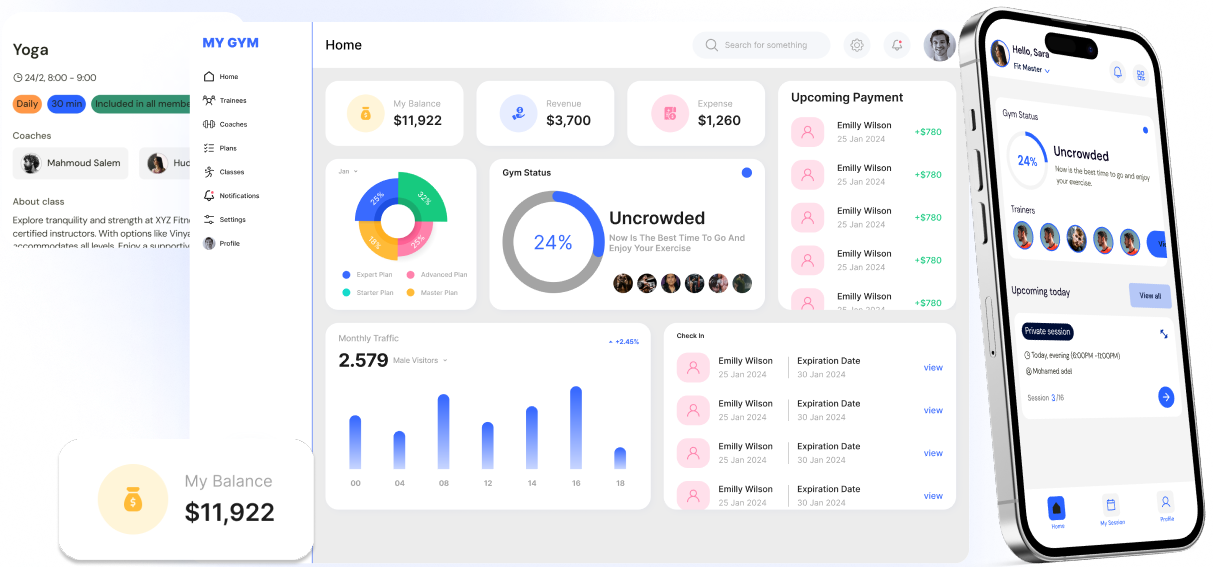 Yoga
24/2, 8:00 - 9:00
Daily
30 min
Included in all membe
Coaches
Mahmoud Salem
About class
Explore tranquility and strength at XYZ Fitne
certified instructors. With options like Vinya
accommodates all levels. Enjoy a supportiv
MY GYM
Home
Trainees
Coaches
Plans
Classes
Notifications
Settings
Profile
My Balance
$11,922
Home
Search for something
My Balance
$11,922
Revenue
$3,700
Expense
$1,260
Jan
25%
32%
18%
25%
Expert Plan
Advanced Plan
Starter Plan
Master Plan
Gym Status
24%
Uncrowded
Now Is The Best Time To Go And
Enjoy Your Exercise
Upcoming Payment
Emilly Wilson
25 Jan 2024
+$780
Emilly Wilson
25 Jan 2024
+$780
Emilly Wilson
25 Jan 2024
+$780
Emilly Wilson
25 Jan 2024
+$780
Emilly Wilson
25 Jan 2024
+$780
Monthly Traffic
2.579
Male Visitors
+2.45%
00
04
08
12
14
16
18
Check In
Emilly Wilson
25 Jan 2024
Expiration Date
30 Jan 2024
view
Emilly Wilson
25 Jan 2024
Expiration Date
30 Jan 2024
view
Emilly Wilson
25 Jan 2024
Expiration Date
30 Jan 2024
view
Emilly Wilson
25 Jan 2024
Expiration Date
30 Jan 2024
view
Hello, Sara
Fit Master
Gym Status
24%
Uncrowded
Now is the best time to go and enjoy
your exercise.
Trainers
Upcoming today
View all
Private session
Today, evening (6:00PM -11:00PM)
Mohamed adel
Session 3/16
Home
My Session
Profile